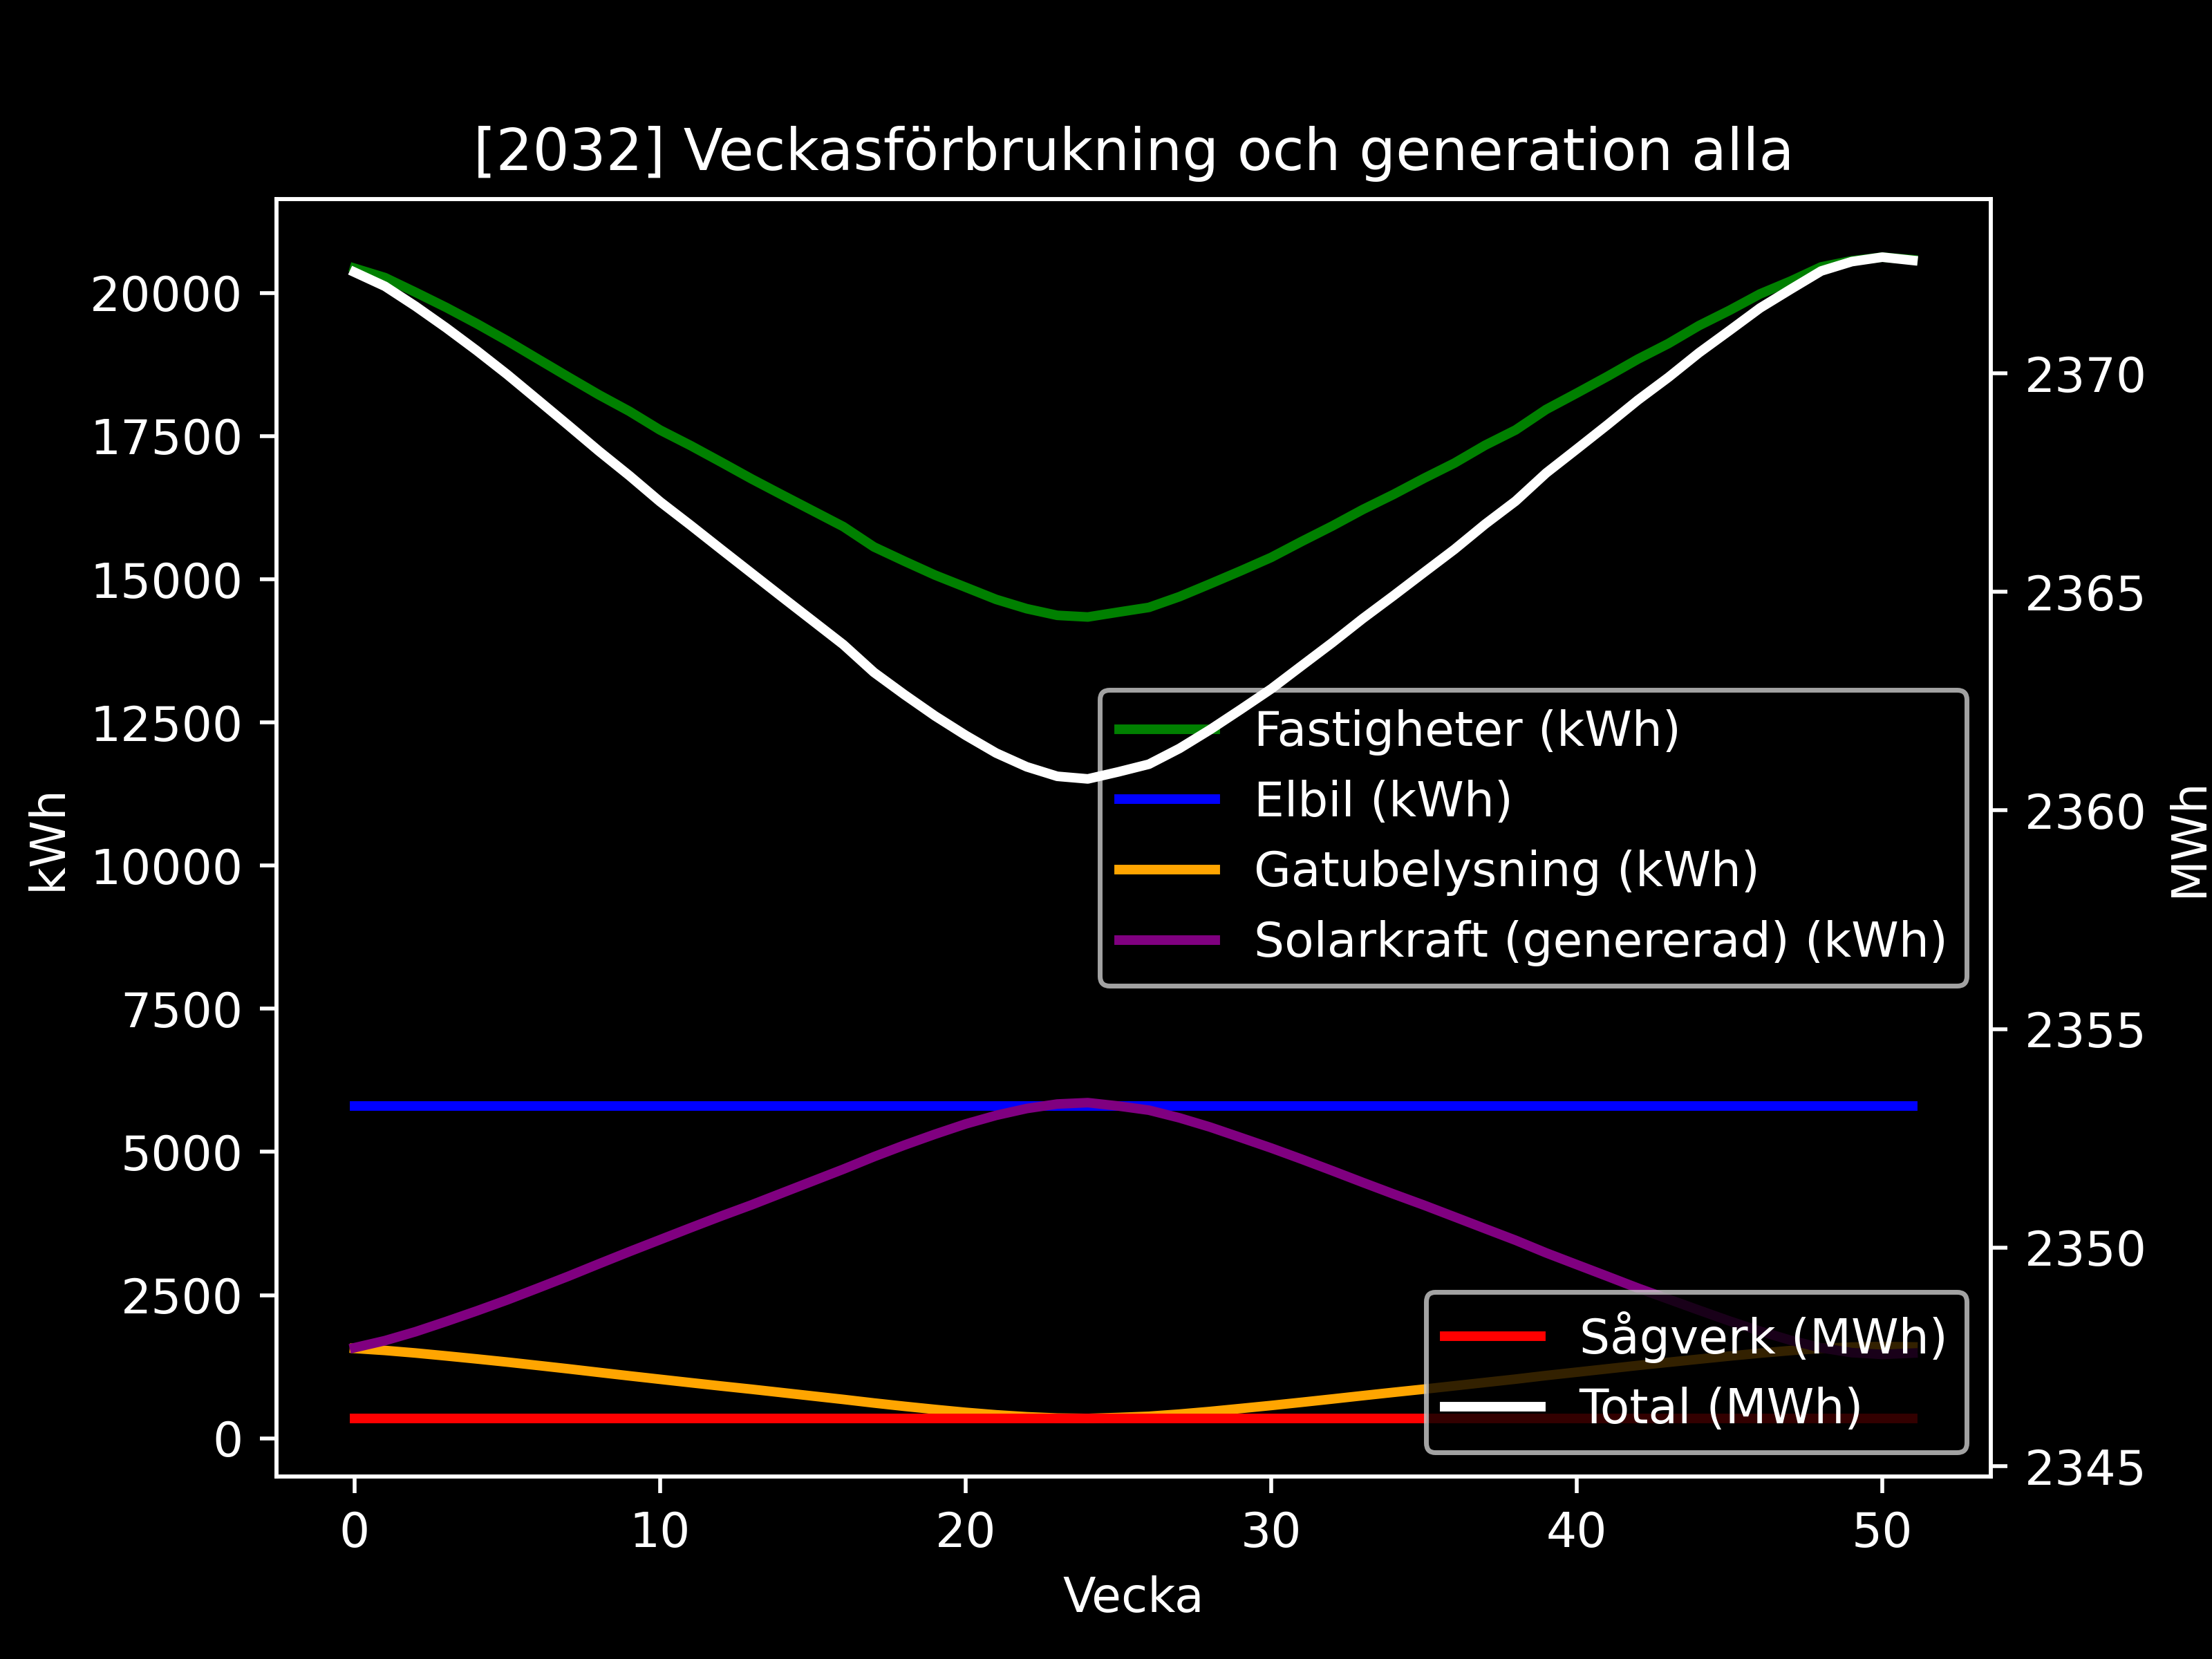 [2032] Veckasförbrukning och generation alla
20000
17500
15000
12500
10000
7500
5000
2500
0
kWh
2370
2365
2360
2355
2350
2345
MWh
Fastigheter (kWh)
Elbil (kWh)
Gatubelysning (kWh)
Solarkraft (genererad) (kWh)
Sågverk (MWh)
Total (MWh)
0 10 20 30 40 50
Vecka